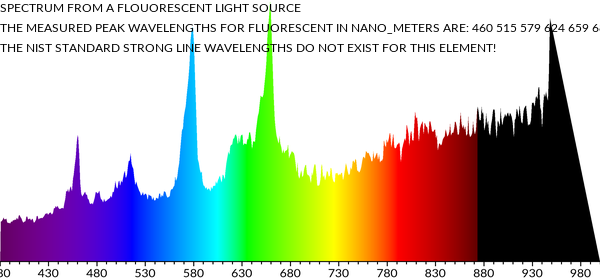 SPECTRUM FROM A FLOUORESCENT LIGHT SOURCE
THE MEASURED PEAK WAVELENGTHS FOR FLUORESCENT IN NANO_METERS ARE: 460 515 579 624 659 6
THE NIST STANDARD STRONG LINE WAVELENGTHS DO NOT EXIST FOR THIS ELEMENT!
80 430 480 530 580 630 680 730 780 830 880 930 980